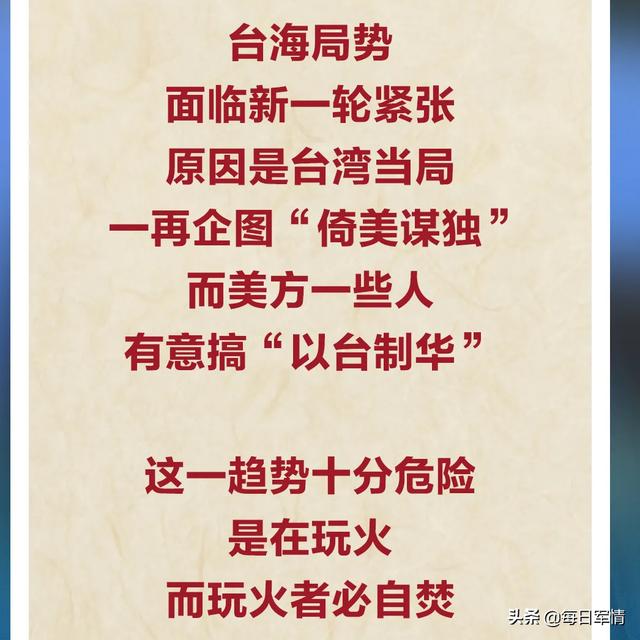 台海局势
面临新一轮紧张
原因是台湾当局
一再企图“倚美谋独”
而美方一些人
有意搞“以台制华”
这一趋势十分危险
是在玩火
而玩火者必自焚
头条 @每日军情